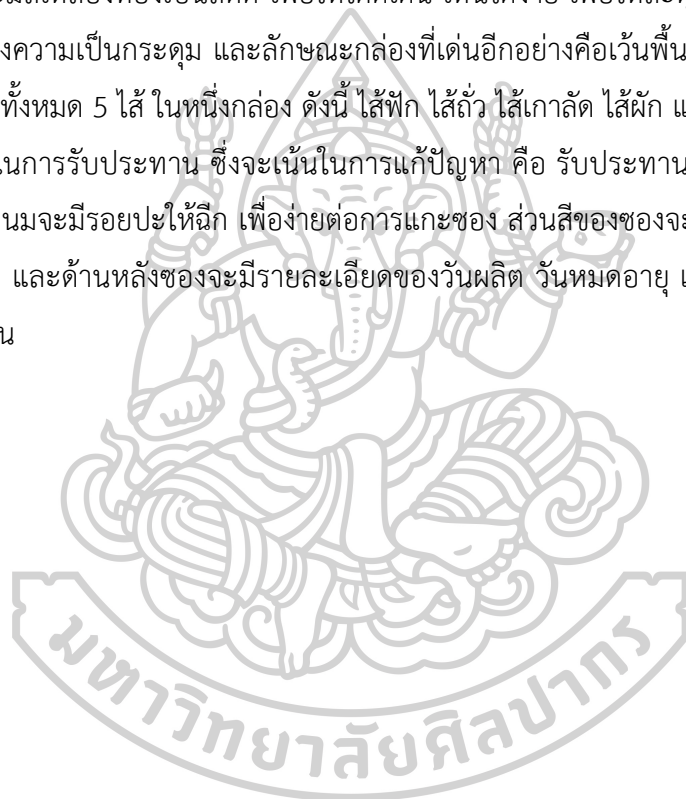 งความเป็นกระดุม และลักษณะกล่องที่เด่นอีกอย่างคือเว้นพื้น
ทั้งหมด 5 ไส้ ในหนึ่งกล่อง ดังนี้ ไส้ฟัก ไส้ถั่ว ไส้เกาลัด ไส้ผัก แ
นการรับประทาน ซึ่งจะเน้นในการแก้ปัญหา คือ รับประทาน
นมจะมีรอยปะให้ฉีก เพื่อง่ายต่อการแกะซอง ส่วนสีของซองจะ
และด้านหลังซองจะมีรายละเอียดของวันผลิต วันหมดอายุ แ
น
มหาวิทยาลัยศิลปากร